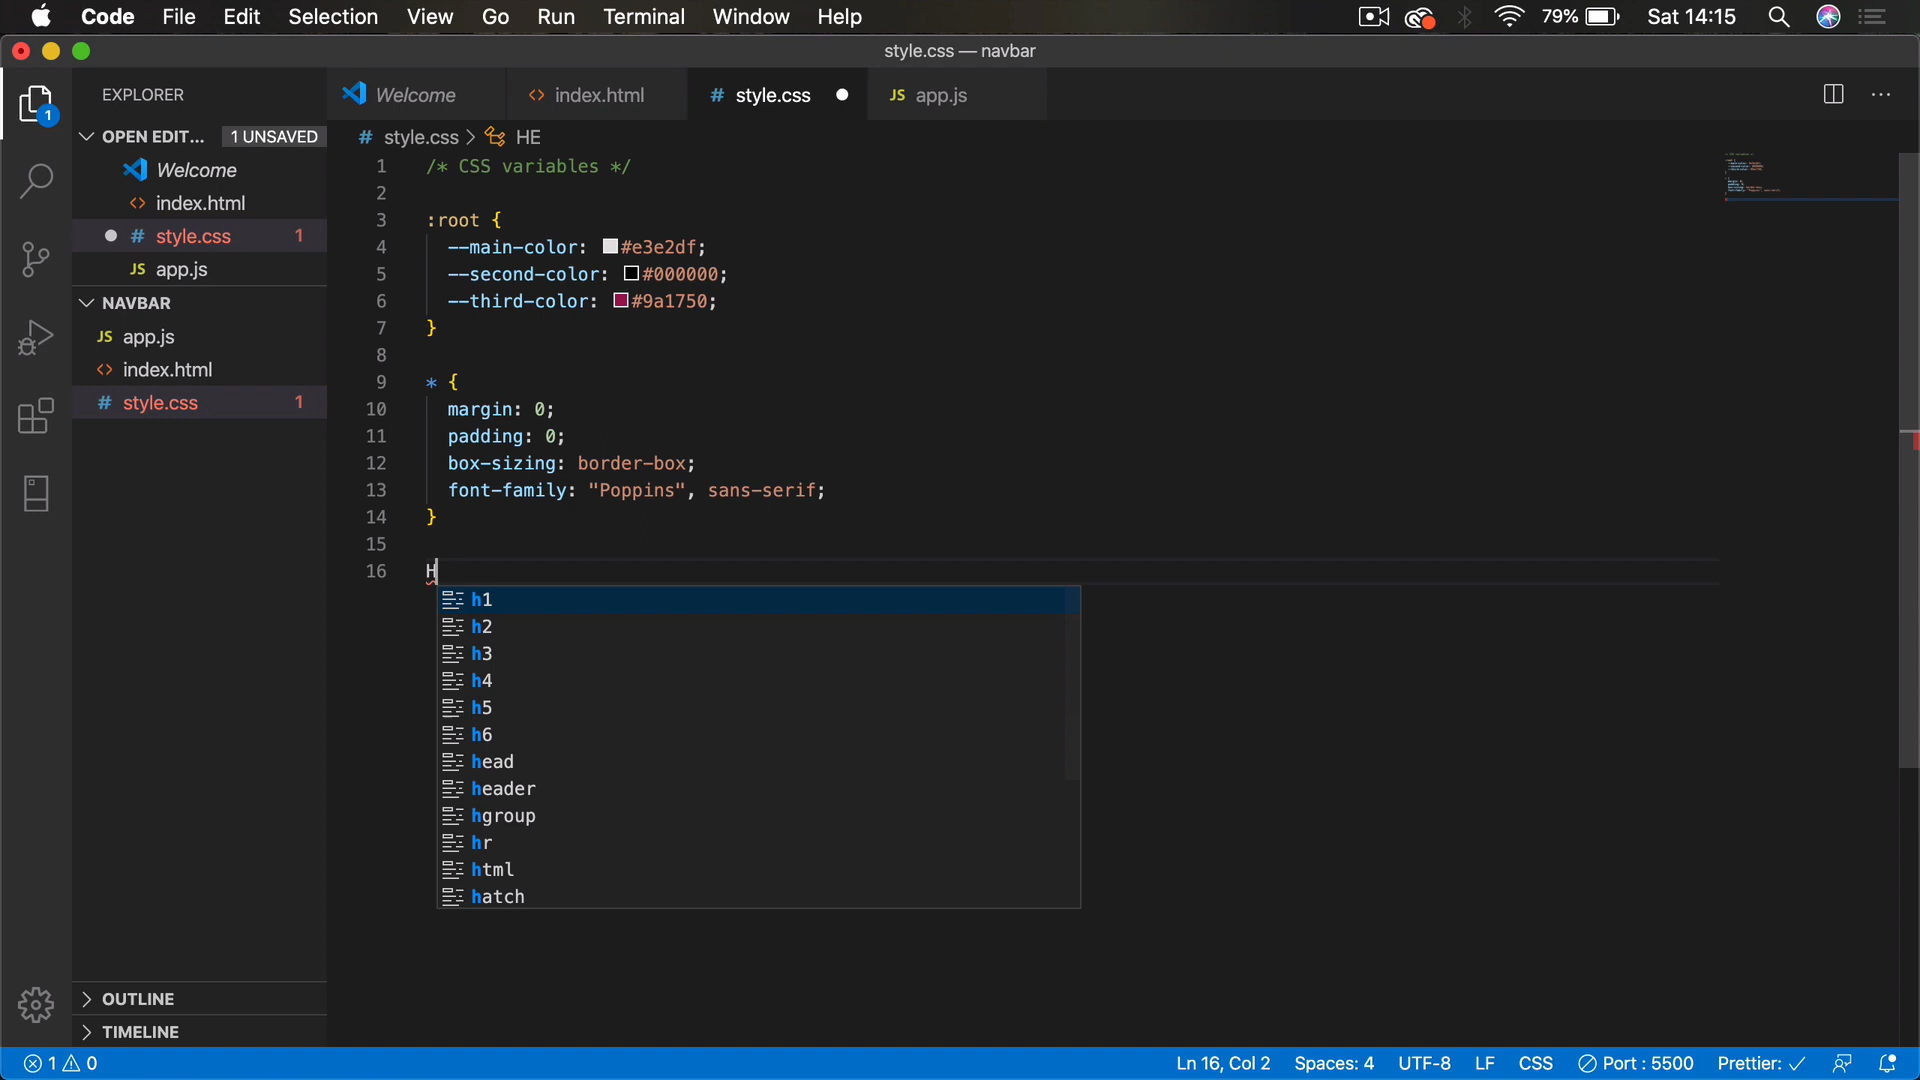 Code File Edit Selection View Go Run Terminal Window Help 79% Sat 14:15
style.css — navbar
EXPLORER
OPEN EDIT... 1 UNSAVED
Welcome
index.html
style.css 1
JS app.js
NAVBAR
JS app.js
index.html
# style.css 1
OUTLINE
TIMELINE
1
Welcome <> index.html # style.css JS app.js
# style.css > HE
1 /* CSS variables */
2
3 :root {
4 --main-color: #e3e2df;
5 --second-color: #000000;
6 --third-color: #9a1750;
7 }
8
9 * {
10 margin: 0;
11 padding: 0;
12 box-sizing: border-box;
13 font-family: "Poppins", sans-serif;
14 }
15
16 H
h1
h2
h3
h4
h5
h6
head
header
hgroup
hr
html
hatch
1 0 Ln 16, Col 2 Spaces: 4 UTF-8 LF CSS Port : 5500 Prettier: ✓